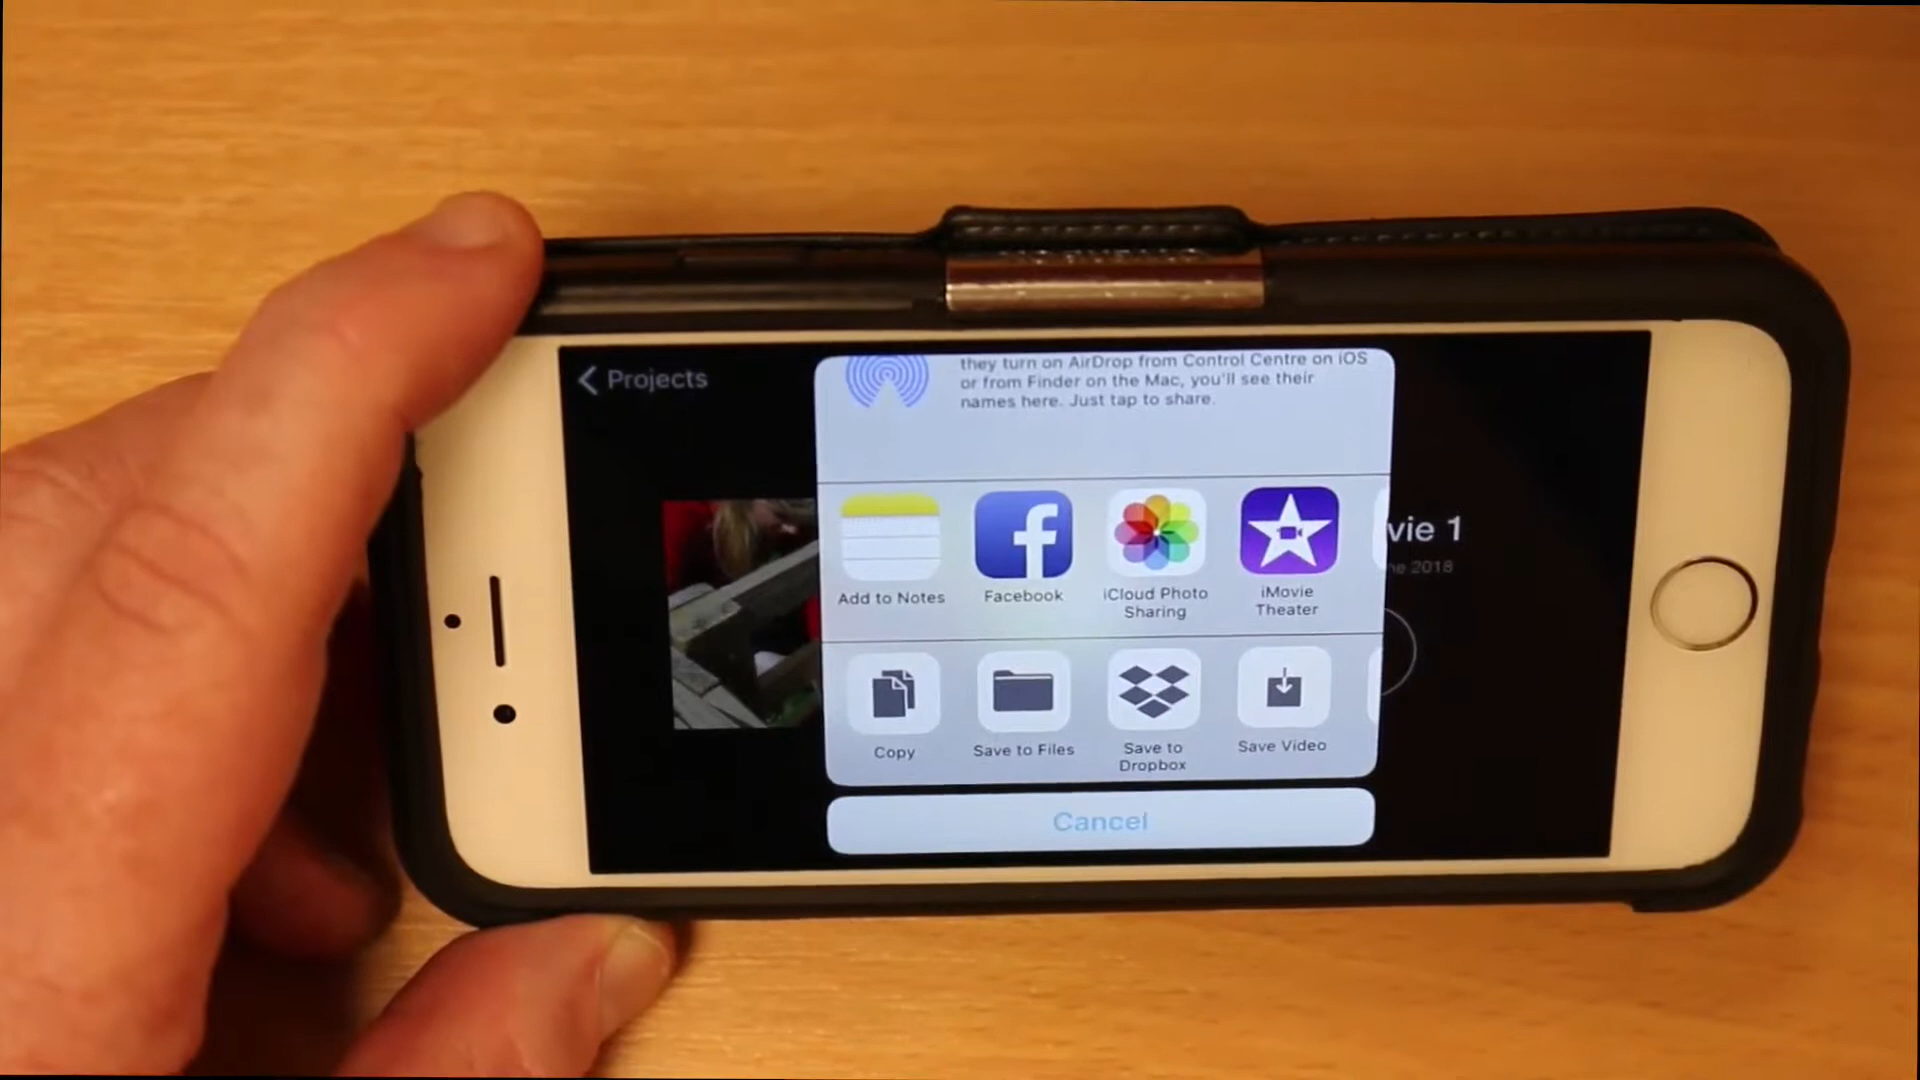 Projects
they turn on AirDrop from Control Centre on iOS
or from Finder on the Mac, you'll see their
names here. Just tap to share.
vie 1
ne 2018
Add to Notes
Facebook
iCloud Photo
Sharing
iMovie
Theater
Copy
Save to Files
Save to
Dropbox
Save Video
Cancel